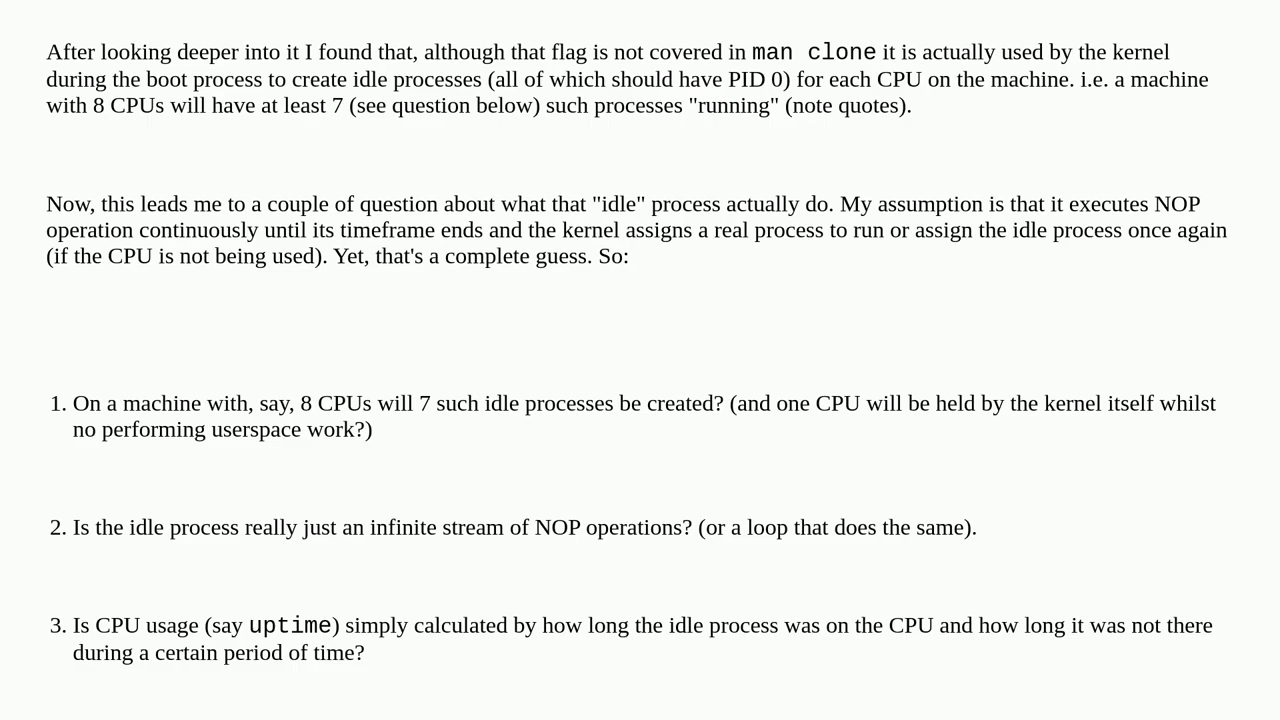 After looking deeper into it I found that, although that flag is not covered in man clone it is actually used by the kernel
during the boot process to create idle processes (all of which should have PID 0) for each CPU on the machine. i.e. a machine
with 8 CPUs will have at least 7 (see question below) such processes "running" (note quotes).
Now, this leads me to a couple of question about what that "idle" process actually do. My assumption is that it executes NOP
operation continuously until its timeframe ends and the kernel assigns a real process to run or assign the idle process once again
(if the CPU is not being used). Yet, that's a complete guess. So:
1. On a machine with, say, 8 CPUs will 7 such idle processes be created? (and one CPU will be held by the kernel itself whilst
no performing userspace work?)
2. Is the idle process really just an infinite stream of NOP operations? (or a loop that does the same).
3. Is CPU usage (say uptime) simply calculated by how long the idle process was on the CPU and how long it was not there
during a certain period of time?